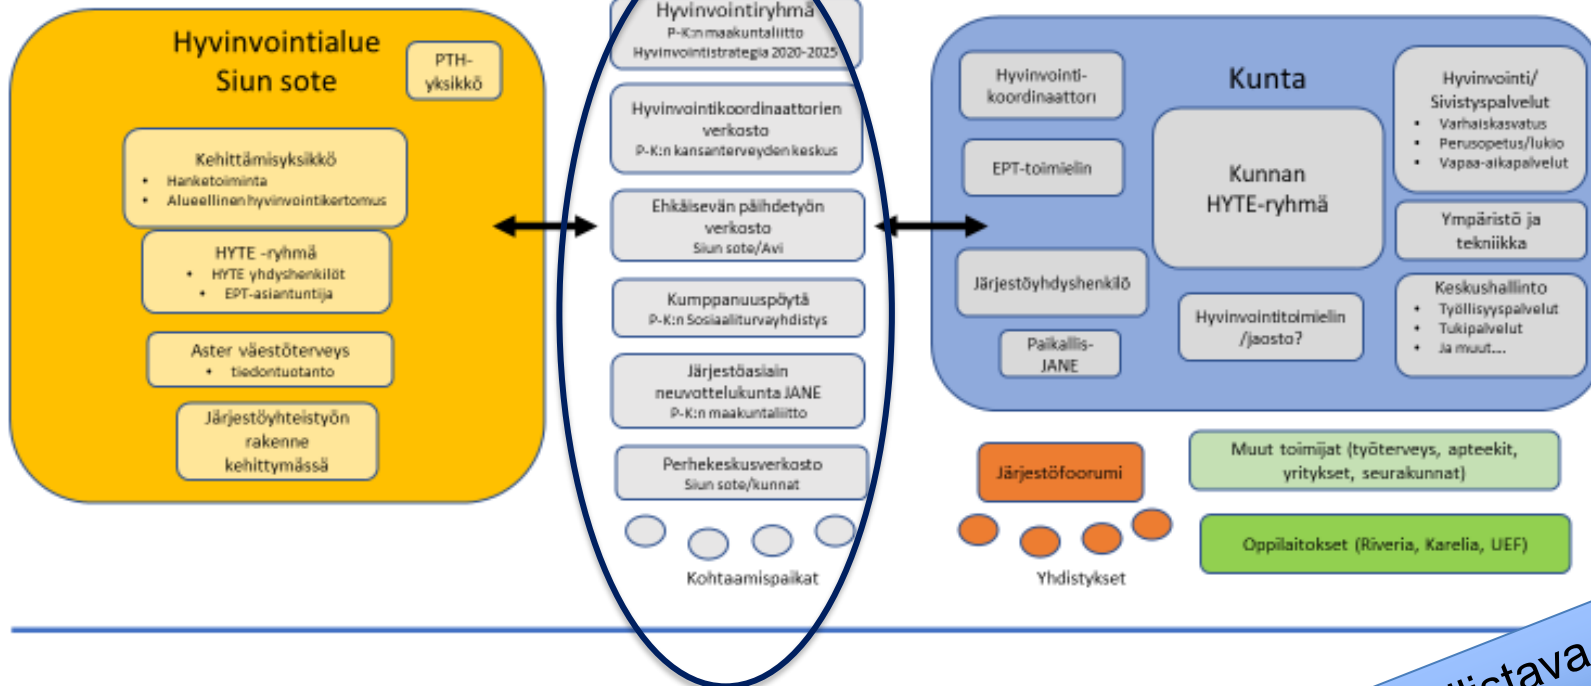 Hyvinvointialue
Siun sote
PTH-
yksikkö
Kehittämisyksikkö
• Hanketoiminta
• Alueellinen hyvinvointikertomus
HYTE -ryhmä
• HYTE yhdyshenkilöt
• EPT-asiantuntija
Aster väestöterveys
• tiedontuotanto
Järjestöyhteistyön
rakenne
kehittymässä
Hyvinvointiryhmä
P-K:n maakuntaliitto
Hyvinvointistrategia 2020-2025
Hyvinvointikoordinaattorien
verkosto
P-K:n kansanterveyden keskus
Ehkäisevän päihdetyön
verkosto
Siun sote/Avi
Kumppanuuspöytä
P-K:n Sosiaaliturvayhdistys
Järjestöasiain
neuvottelukunta JANE
P-K:n maakuntaliitto
Perhekeskusverkosto
Siun sote/kunnat
Kohtaamispaikat
Kunta
Hyvinvointi-
koordinaattori
EPT-toimielin
Järjestöyhdyshenkilö
Paikallis-
JANE
Kunnan
HYTE-ryhmä
Hyvinvointitoimielin
/jaosto?
Hyvinvointi/
Sivistyspalvelut
• Varhaiskasvatus
• Perusopetus/lukio
• Vapaa-aikapalvelut
Ympäristö ja
tekniikka
Keskushallinto
• Työllisyyspalvelut
• Tukipalvelut
• Ja muut....
Järjestöfoorumi
Yhdistykset
Muut toimijat (työterveys, apteekit,
yritykset, seurakunnat)
Oppilaitokset (Riveria, Karelia, UEF)